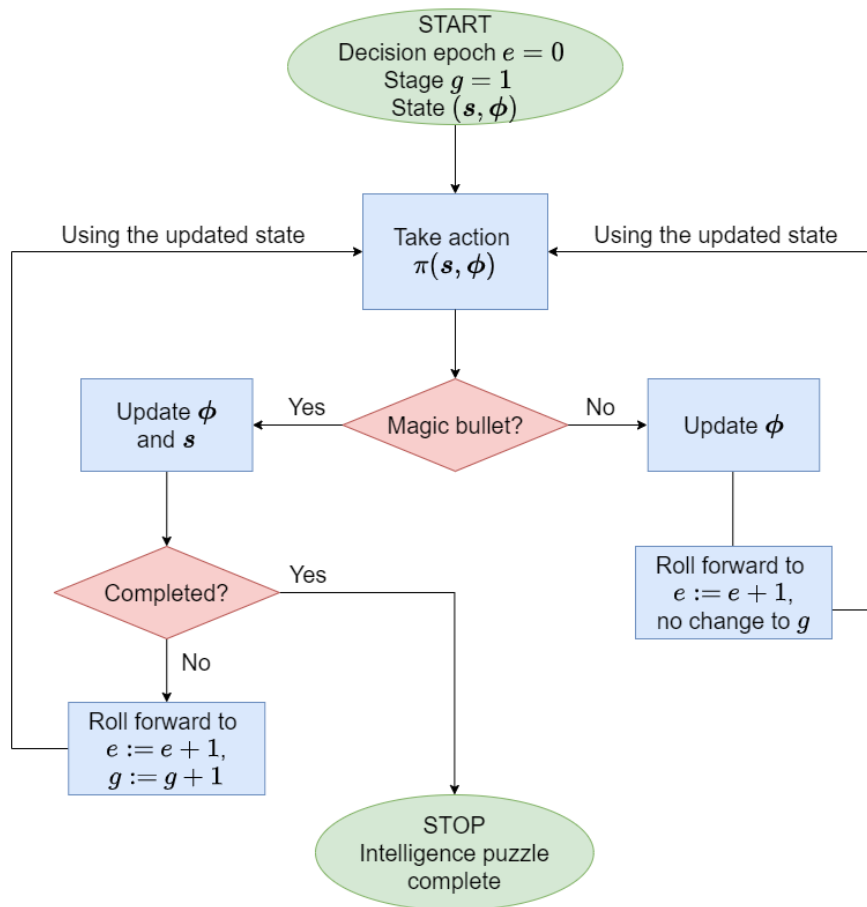 START
Decision epoch e = 0
Stage g = 1
State (s, ϕ)
Using the updated state
Take action
π(s, ϕ)
Using the updated state
Update ϕ
and s
Yes
Magic bullet?
No
Update ϕ
Completed?
Yes
Roll forward to
e := e + 1,
no change to g
No
Roll forward to
e := e + 1,
g := g + 1
STOP
Intelligence puzzle
complete